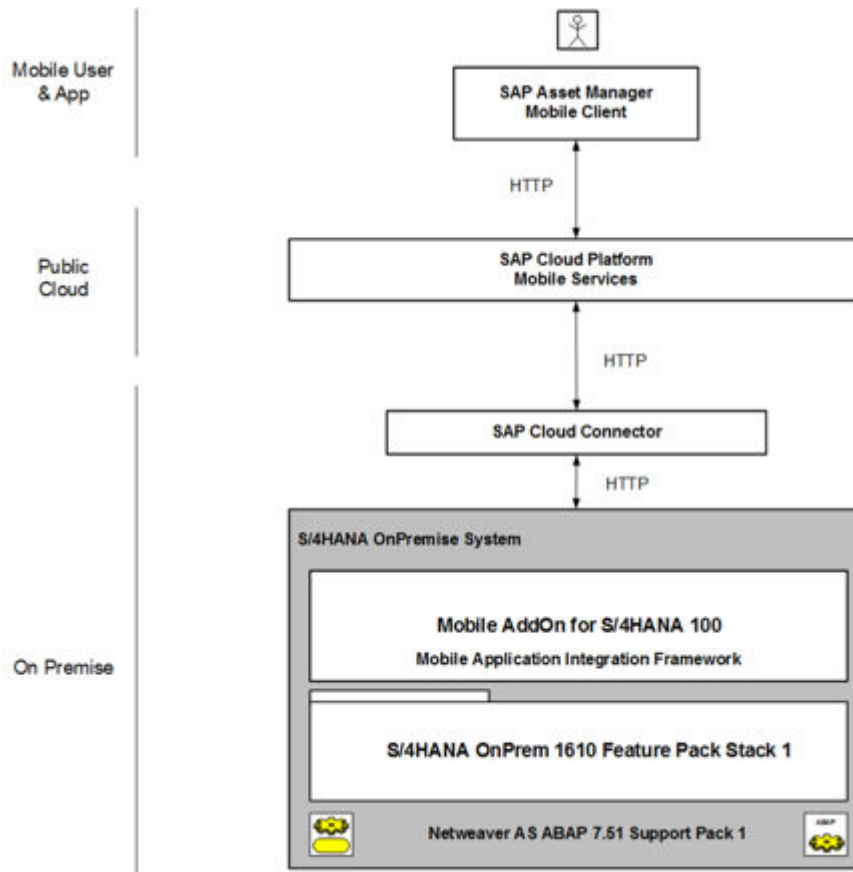 Mobile User
& App
SAP Asset Manager
Mobile Client
HTTP
Public
Cloud
SAP Cloud Platform
Mobile Services
HTTP
SAP Cloud Connector
HTTP
On Premise
S/4HANA OnPremise System
Mobile AddOn for S/4HANA 100
Mobile Application Integration Framework
S/4HANA OnPrem 1610 Feature Pack Stack 1
Netweaver AS ABAP 7.51 Support Pack 1
ABAP